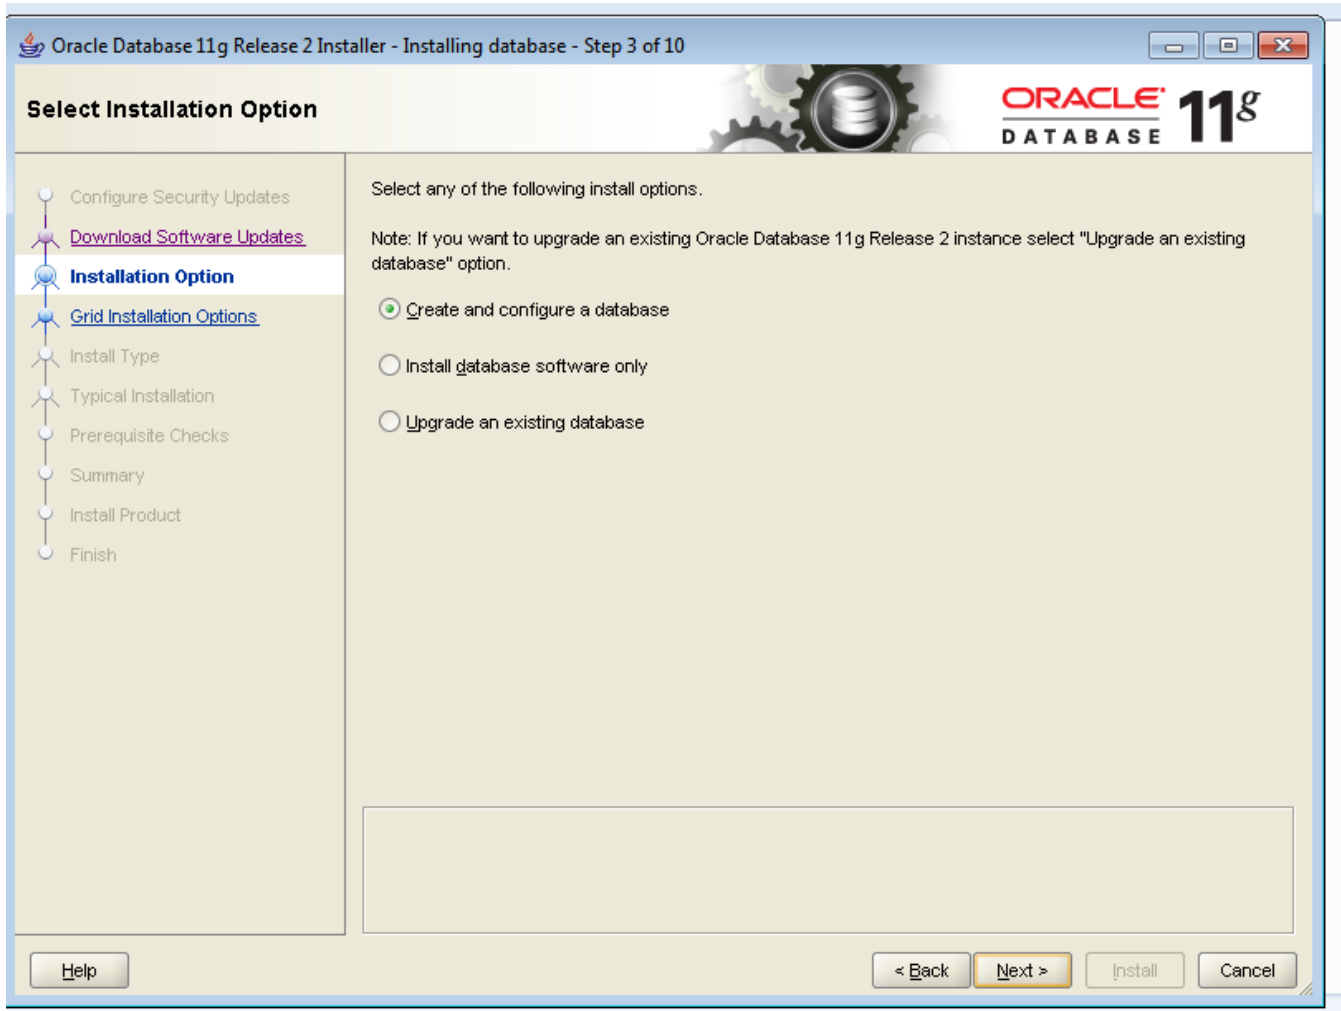 Oracle Database 11g Release 2 Installer - Installing database - Step 3 of 10
Select Installation Option
ORACLE
DATABASE
11g
Configure Security Updates
Download Software Updates
Installation Option
Grid Installation Options
Install Type
Typical Installation
Prerequisite Checks
Summary
Install Product
Finish
Select any of the following install options.
Note: If you want to upgrade an existing Oracle Database 11g Release 2 instance select "Upgrade an existing
database" option.
Create and configure a database
Install database software only
Upgrade an existing database
Help
< Back
Next >
Install
Cancel